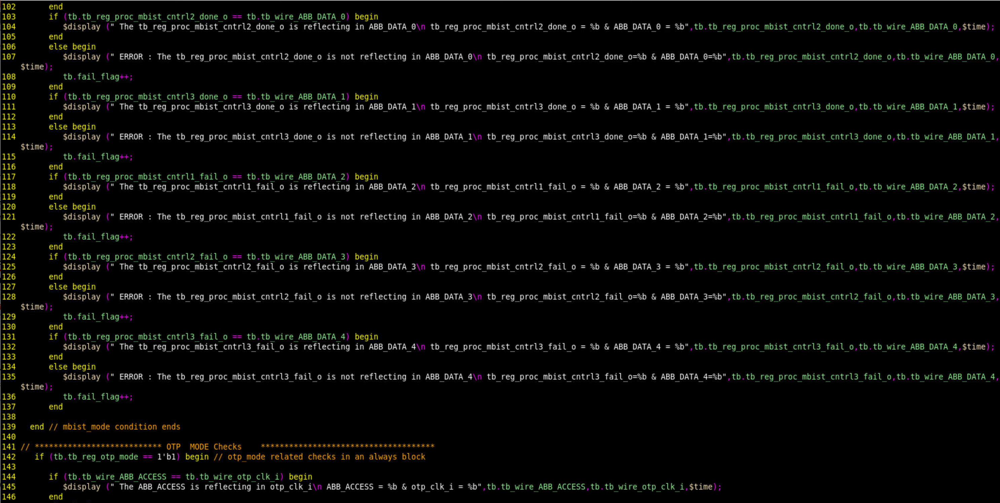 102       end
103       if (tb.tb_reg_proc_mbist_cntrl2_done_o == tb.tb_wire_ABB_DATA_0) begin
104          $display (" The tb_reg_proc_mbist_cntrl2_done_o is reflecting in ABB_DATA_0\n tb_reg_proc_mbist_cntrl2_done_o = %b & ABB_DATA_0 = %b",tb.tb_reg_proc_mbist_cntrl2_done_o,tb.tb_wire_ABB_DATA_0,$time);
105       end
106       else begin
107          $display (" ERROR : The tb_reg_proc_mbist_cntrl2_done_o is not reflecting in ABB_DATA_0\n tb_reg_proc_mbist_cntrl2_done_o=%b & ABB_DATA_0=%b",tb.tb_reg_proc_mbist_cntrl2_done_o,tb.tb_wire_ABB_DATA_0,
$time);
108          tb.fail_flag++;
109       end
110       if (tb.tb_reg_proc_mbist_cntrl3_done_o == tb.tb_wire_ABB_DATA_1) begin
111          $display (" The tb_reg_proc_mbist_cntrl3_done_o is reflecting in ABB_DATA_1\n tb_reg_proc_mbist_cntrl3_done_o = %b & ABB_DATA_1 = %b",tb.tb_reg_proc_mbist_cntrl3_done_o,tb.tb_wire_ABB_DATA_1,$time);
112       end
113       else begin
114          $display (" ERROR : The tb_reg_proc_mbist_cntrl3_done_o is not reflecting in ABB_DATA_1\n tb_reg_proc_mbist_cntrl3_done_o=%b & ABB_DATA_1=%b",tb.tb_reg_proc_mbist_cntrl3_done_o,tb.tb_wire_ABB_DATA_1,
$time);
115          tb.fail_flag++;
116       end
117       if (tb.tb_reg_proc_mbist_cntrl1_fail_o == tb.tb_wire_ABB_DATA_2) begin
118          $display (" The tb_reg_proc_mbist_cntrl1_fail_o is reflecting in ABB_DATA_2\n tb_reg_proc_mbist_cntrl1_fail_o = %b & ABB_DATA_2 = %b",tb.tb_reg_proc_mbist_cntrl1_fail_o,tb.tb_wire_ABB_DATA_2,$time);
119       end
120       else begin
121          $display (" ERROR : The tb_reg_proc_mbist_cntrl1_fail_o is not reflecting in ABB_DATA_2\n tb_reg_proc_mbist_cntrl1_fail_o=%b & ABB_DATA_2=%b",tb.tb_reg_proc_mbist_cntrl1_fail_o,tb.tb_wire_ABB_DATA_2,
$time);
122          tb.fail_flag++;
123       end
124       if (tb.tb_reg_proc_mbist_cntrl2_fail_o == tb.tb_wire_ABB_DATA_3) begin
125          $display (" The tb_reg_proc_mbist_cntrl2_fail_o is reflecting in ABB_DATA_3\n tb_reg_proc_mbist_cntrl2_fail_o = %b & ABB_DATA_3 = %b",tb.tb_reg_proc_mbist_cntrl2_fail_o,tb.tb_wire_ABB_DATA_3,$time);
126       end
127       else begin
128          $display (" ERROR : The tb_reg_proc_mbist_cntrl2_fail_o is not reflecting in ABB_DATA_3\n tb_reg_proc_mbist_cntrl2_fail_o=%b & ABB_DATA_3=%b",tb.tb_reg_proc_mbist_cntrl2_fail_o,tb.tb_wire_ABB_DATA_3,
$time);
129          tb.fail_flag++;
130       end
131       if (tb.tb_reg_proc_mbist_cntrl3_fail_o == tb.tb_wire_ABB_DATA_4) begin
132          $display (" The tb_reg_proc_mbist_cntrl3_fail_o is reflecting in ABB_DATA_4\n tb_reg_proc_mbist_cntrl3_fail_o = %b & ABB_DATA_4 = %b",tb.tb_reg_proc_mbist_cntrl3_fail_o,tb.tb_wire_ABB_DATA_4,$time);
133       end
134       else begin
135          $display (" ERROR : The tb_reg_proc_mbist_cntrl3_fail_o is not reflecting in ABB_DATA_4\n tb_reg_proc_mbist_cntrl3_fail_o=%b & ABB_DATA_4=%b",tb.tb_reg_proc_mbist_cntrl3_fail_o,tb.tb_wire_ABB_DATA_4,
$time);
136          tb.fail_flag++;
137       end
138
139   end // mbist_mode condition ends
140
141 // *************************** OTP  MODE Checks    *************************************
142    if (tb.tb_reg_otp_mode == 1'b1) begin // otp_mode related checks in an always block
143
144       if (tb.tb_wire_ABB_ACCESS == tb.tb_wire_otp_clk_i) begin
145          $display (" The ABB_ACCESS is reflecting in otp_clk_i\n ABB_ACCESS = %b & otp_clk_i = %b",tb.tb_wire_ABB_ACCESS,tb.tb_wire_otp_clk_i,$time);
146       end